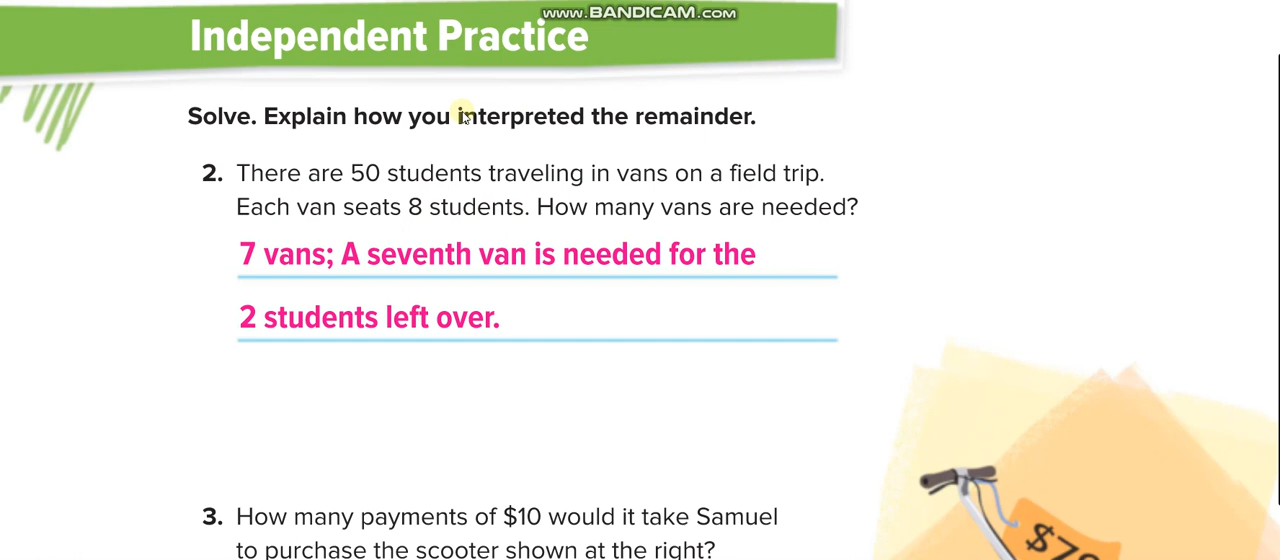 www.BANDICAM.com
Independent Practice
Solve. Explain how you interpreted the remainder.
2. There are 50 students traveling in vans on a field trip.
Each van seats 8 students. How many vans are needed?
7 vans; A seventh van is needed for the
2 students left over.
3. How many payments of $10 would it take Samuel
to purchase the scooter shown at the right?